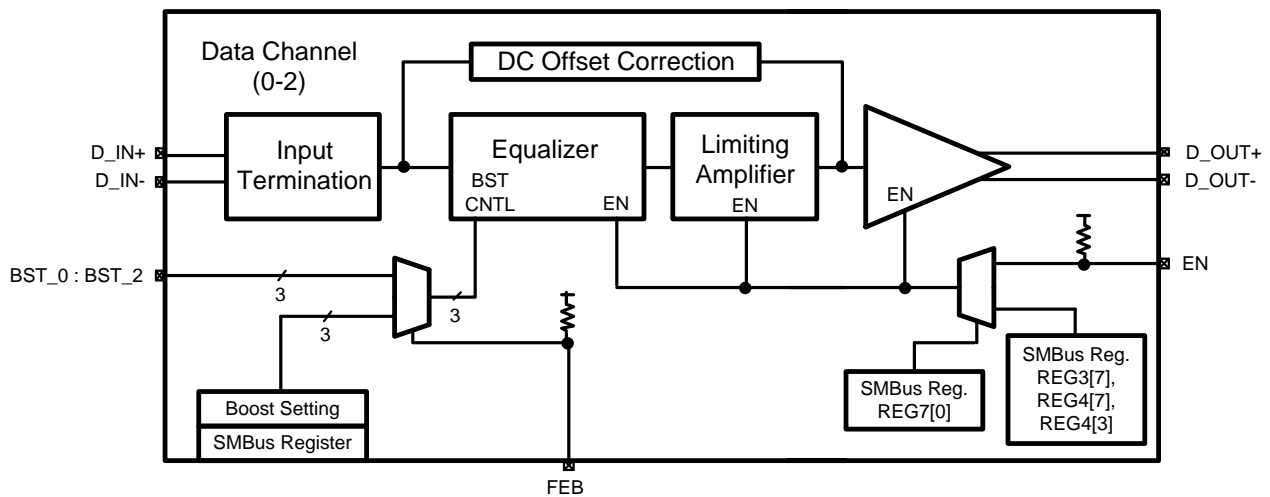 Data Channel
(0-2)
DC Offset Correction
Input
Termination
Equalizer
BST
CNTL
EN
Limiting
Amplifier
EN
EN
D_IN+
D_IN-
D_OUT+
D_OUT-
BST_0 : BST_2
3
3
3
EN
Boost Setting
SMBus Register
SMBus Reg.
REG7[0]
SMBus Reg.
REG3[7],
REG4[7],
REG4[3]
FEB